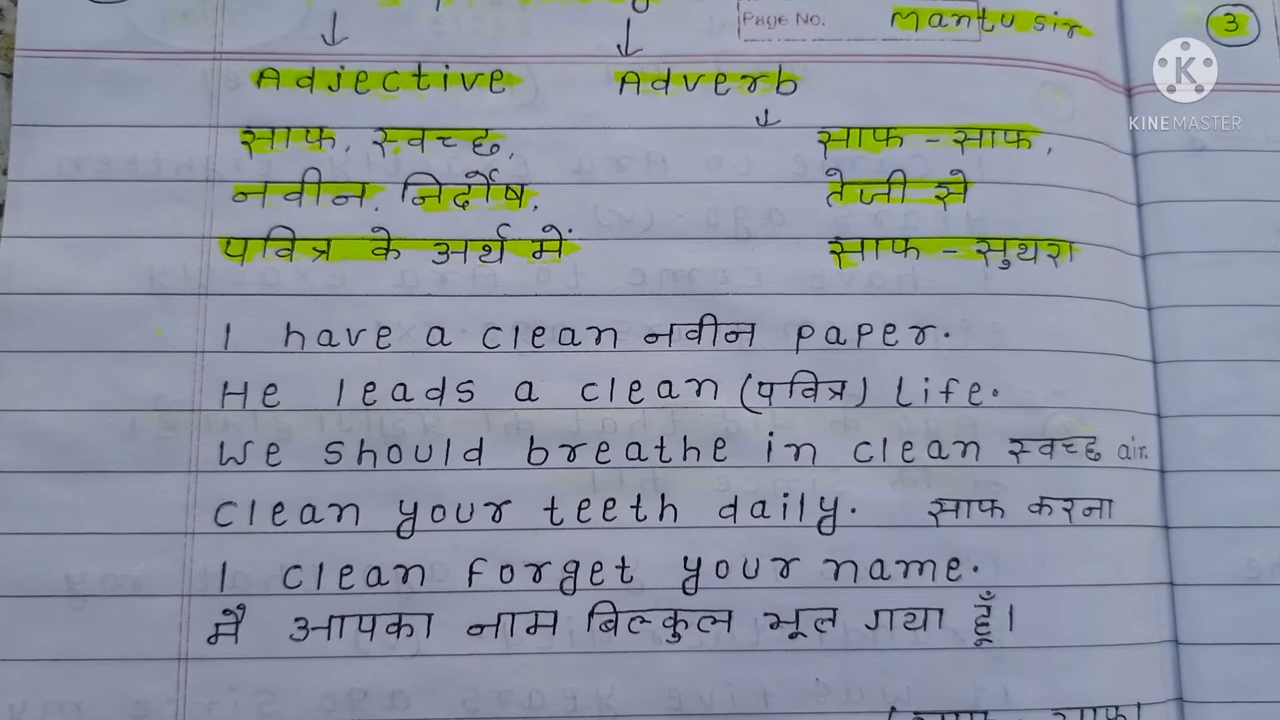 Page No.
Mantu sir
3
KINEMASTER
Adjective Adverb
साफ, स्वच्छ, साफ - साफ,
नवीन, निर्दोष, तेजी से
पवित्र के अर्थ में साफ - सुथरा
I have a clean नवीन paper.
He leads a clean (पवित्र) Life.
We should breathe in clean स्वच्छ air.
clean your teeth daily. साफ करना
I clean forget your name.
मै आपका नाम बिल्कुल भूल गया हूँ।